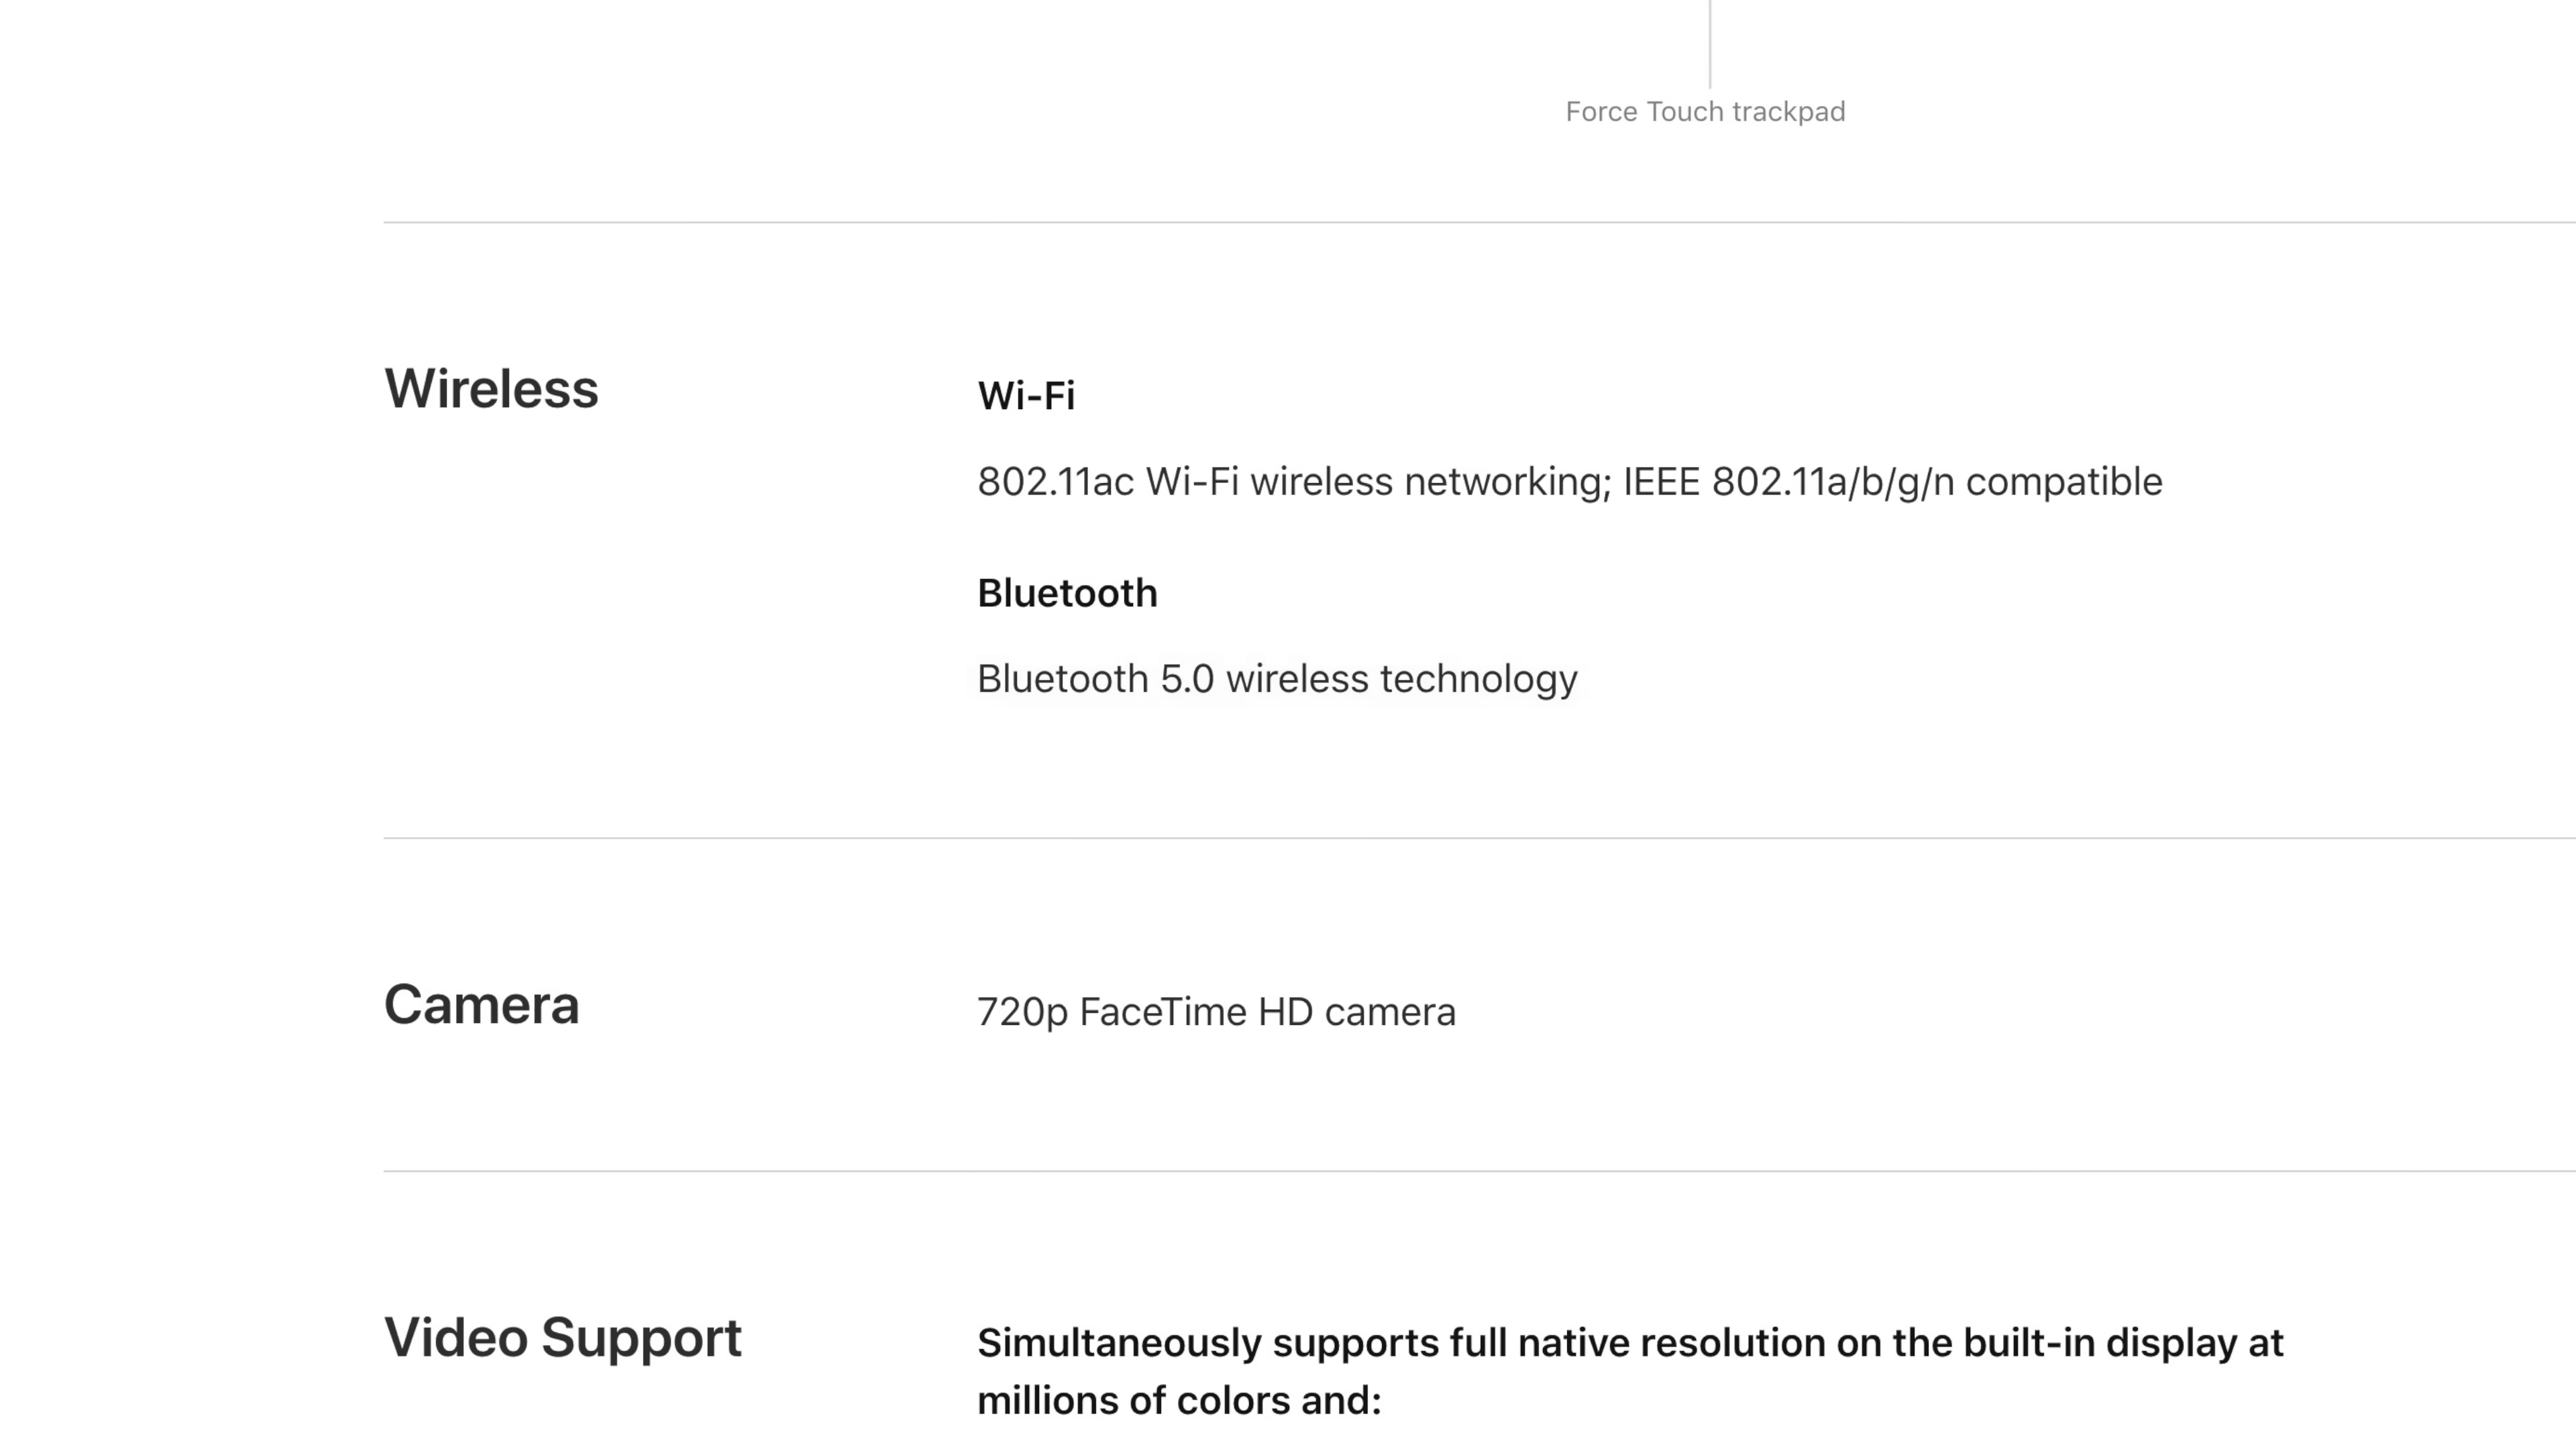 Force Touch trackpad
Wireless
Wi-Fi
802.11ac Wi-Fi wireless networking; IEEE 802.11a/b/g/n compatible
Bluetooth
Bluetooth 5.0 wireless technology
Camera
720p FaceTime HD camera
Video Support
Simultaneously supports full native resolution on the built-in display at
millions of colors and: